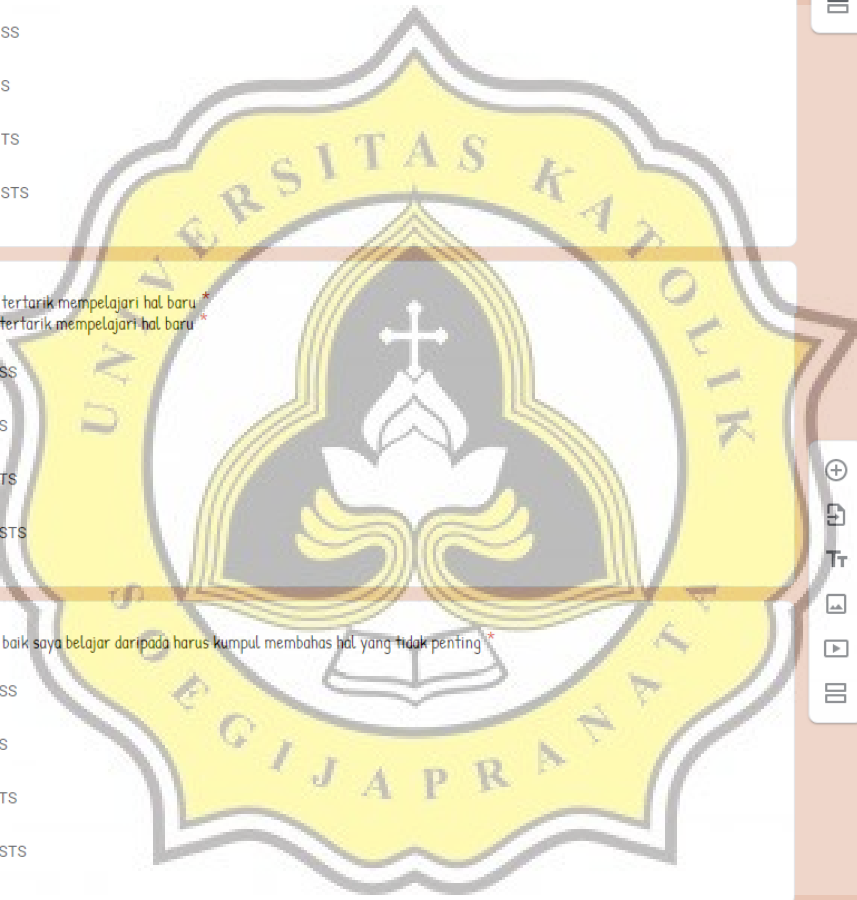 SS
S
TS
STS
UNIVERSITAS KATOLIK
tertarik mempelajari hal baru *
tertarik mempelajari hal baru *
SS
S
TS
STS
Tт
SOEGIJAPRANATA
baik saya belajar daripada harus kumpul membahas hal yang tidak penting *
SS
S
TS
STS